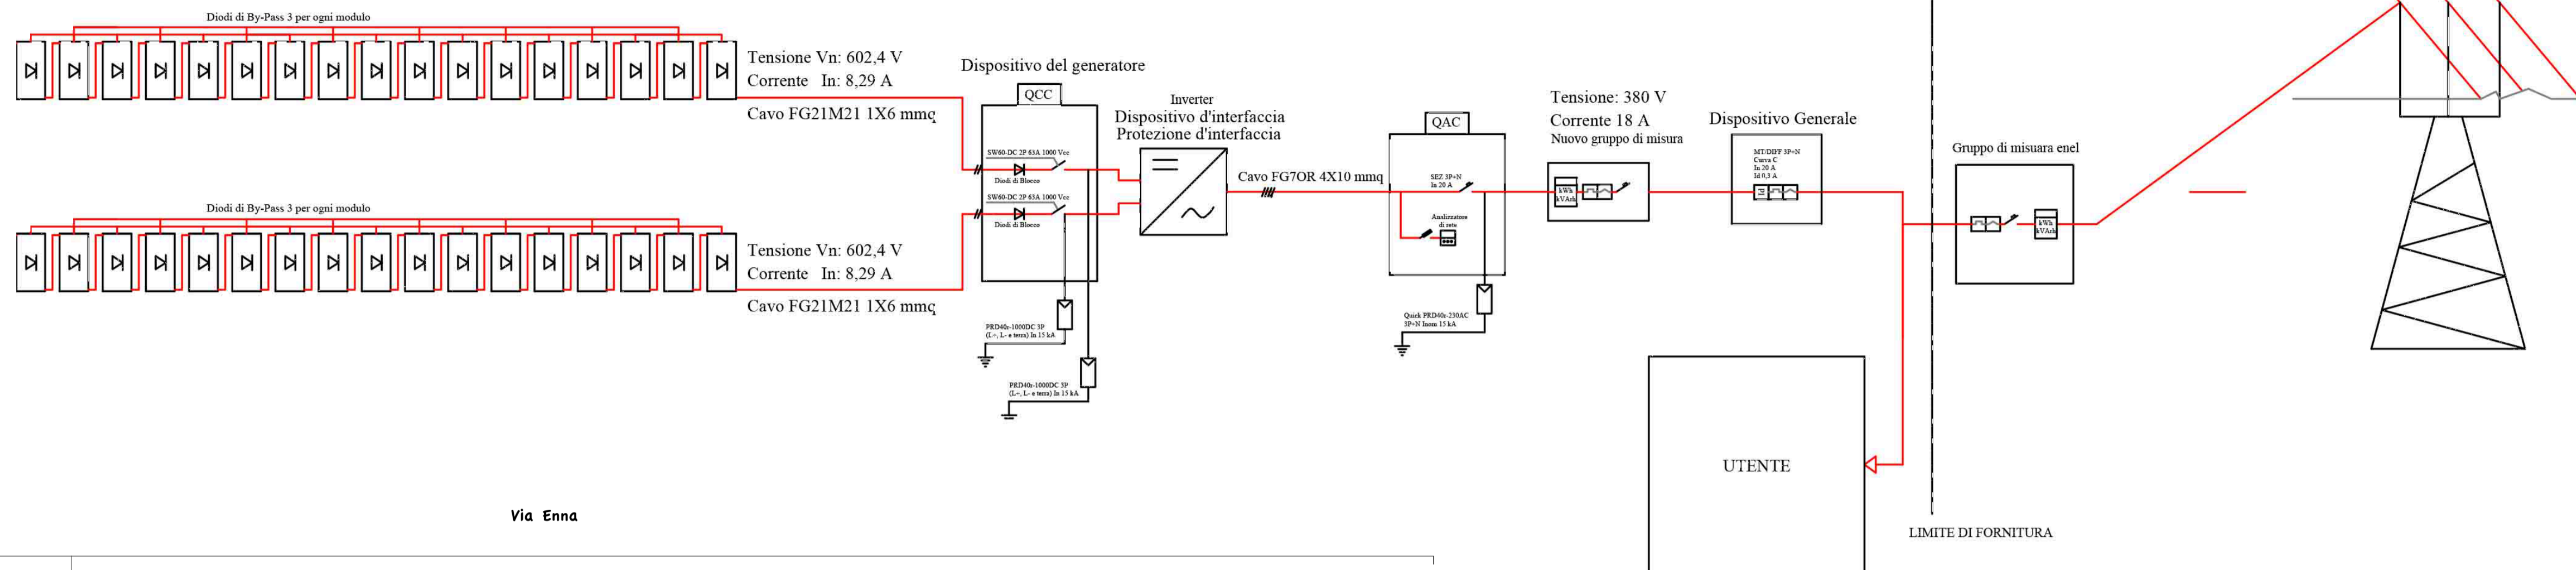 Diodi di By-Pass 3 per ogni modulo
Tensione Vn: 602,4 V
Corrente In: 8,29 A
Cavo FG21M21 1X6 mmq
Diodi di By-Pass 3 per ogni modulo
Tensione Vn: 602,4 V
Corrente In: 8,29 A
Cavo FG21M21 1X6 mmq
Dispositivo del generatore
QCC
SW60-DC 2P 63A 1000 Vcc
Diodi di Blocco
SW60-DC 2P 63A 1000 Vcc
Diodi di Blocco
PRD40r-1000DC 3P
(L+, L- e terra) In 15 kA
PRD40r-1000DC 3P
(L+, L- e terra) In 15 kA
Inverter
Dispositivo d'interfaccia
Protezione d'interfaccia
Cavo FG7OR 4X10 mmq
QAC
SEZ 3P+N
In 20 A
Analizzatore
di rete
Quick PRD40r-230AC
3P+N Inom 15 kA
Tensione: 380 V
Corrente 18 A
Nuovo gruppo di misura
kWh
kVArh
Dispositivo Generale
MT/DIFF 3P+N
Curva C
In 20 A
Id 0,3 A
Gruppo di misuara enel
kWh
kVArh
UTENTE
LIMITE DI FORNITURA
Via Enna